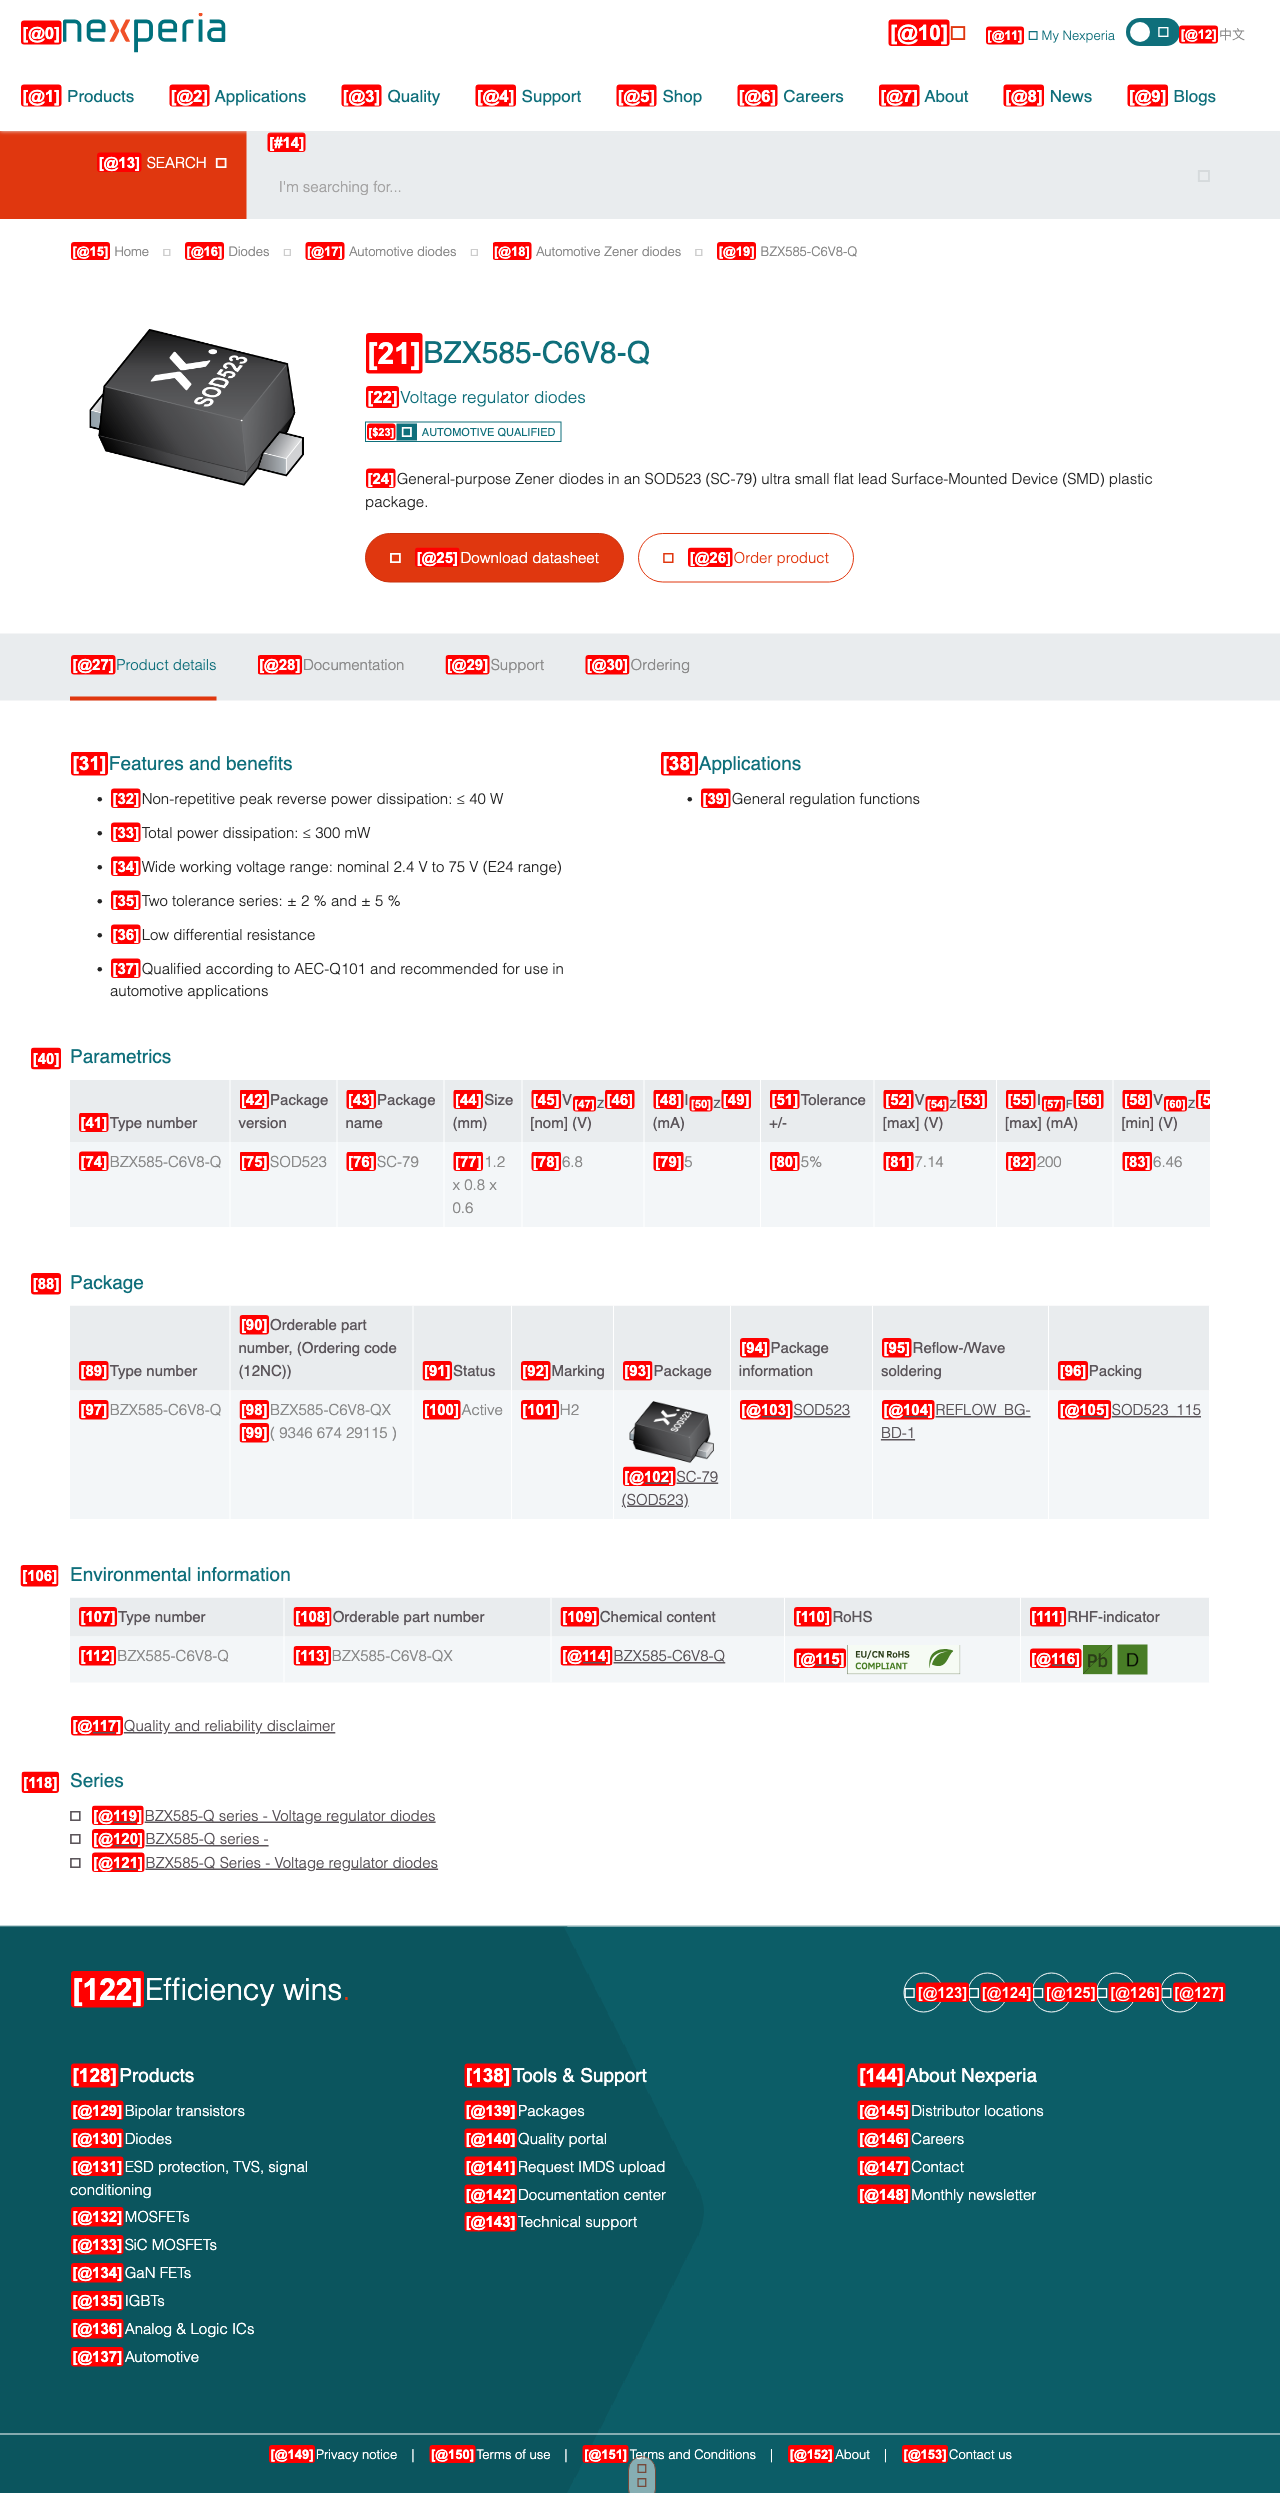 [@0] nexperia
[@10] [@11] My Nexperia [@12] 中文
[@1] Products [@2] Applications [@3] Quality [@4] Support [@5] Shop [@6] Careers [@7] About [@8] News [@9] Blogs
[@13] SEARCH
[#14]
I'm searching for...
[@15] Home [@16] Diodes [@17] Automotive diodes [@18] Automotive Zener diodes [@19] BZX585-C6V8-Q
SOD523
[21]BZX585-C6V8-Q
[22]Voltage regulator diodes
[$23] AUTOMOTIVE QUALIFIED
[24]General-purpose Zener diodes in an SOD523 (SC-79) ultra small flat lead Surface-Mounted Device (SMD) plastic
package.
[@25]Download datasheet [@26]Order product
[@27]Product details [@28]Documentation [@29]Support [@30]Ordering
[31]Features and benefits
• [32]Non-repetitive peak reverse power dissipation: ≤ 40 W
• [33]Total power dissipation: ≤ 300 mW
• [34]Wide working voltage range: nominal 2.4 V to 75 V (E24 range)
• [35]Two tolerance series: ± 2 % and ± 5 %
• [36]Low differential resistance
• [37]Qualified according to AEC-Q101 and recommended for use in
automotive applications
[38]Applications
• [39]General regulation functions
[40] Parametrics
[41]Type number [42]Package version [43]Package name [44]Size (mm) [45]V[47]Z[46] [nom] (V) [48]I[50]Z[49] (mA) [51]Tolerance +/- [52]V[54]Z[53] [max] (V) [55]I[57]F[56] [max] (mA) [58]V[60]Z[5 [min] (V)
[74]BZX585-C6V8-Q [75]SOD523 [76]SC-79 [77]1.2 x 0.8 x 0.6 [78]6.8 [79]5 [80]5% [81]7.14 [82]200 [83]6.46
[88] Package
[89]Type number [90]Orderable part number, (Ordering code (12NC)) [91]Status [92]Marking [93]Package [94]Package information [95]Reflow-/Wave soldering [96]Packing
[97]BZX585-C6V8-Q [98]BZX585-C6V8-QX [99]( 9346 674 29115 ) [100]Active [101]H2 SOD523 [@102]SC-79 (SOD523) [@103]SOD523 [@104]REFLOW_BG-BD-1 [@105]SOD523_115
[106] Environmental information
[107]Type number [108]Orderable part number [109]Chemical content [110]RoHS [111]RHF-indicator
[112]BZX585-C6V8-Q [113]BZX585-C6V8-QX [@114]BZX585-C6V8-Q [@115] EU/CN RoHS COMPLIANT [@116] Pb D
[@117]Quality and reliability disclaimer
[118] Series
[@119]BZX585-Q series - Voltage regulator diodes
[@120]BZX585-Q series -
[@121]BZX585-Q Series - Voltage regulator diodes
[122]Efficiency wins.
[@123] [@124] [@125] [@126] [@127]
[128]Products
[@129]Bipolar transistors
[@130]Diodes
[@131]ESD protection, TVS, signal
conditioning
[@132]MOSFETs
[@133]SiC MOSFETs
[@134]GaN FETs
[@135]IGBTs
[@136]Analog & Logic ICs
[@137]Automotive
[138]Tools & Support
[@139]Packages
[@140]Quality portal
[@141]Request IMDS upload
[@142]Documentation center
[@143]Technical support
[144]About Nexperia
[@145]Distributor locations
[@146]Careers
[@147]Contact
[@148]Monthly newsletter
[@149]Privacy notice | [@150]Terms of use | [@151]Terms and Conditions | [@152]About | [@153]Contact us